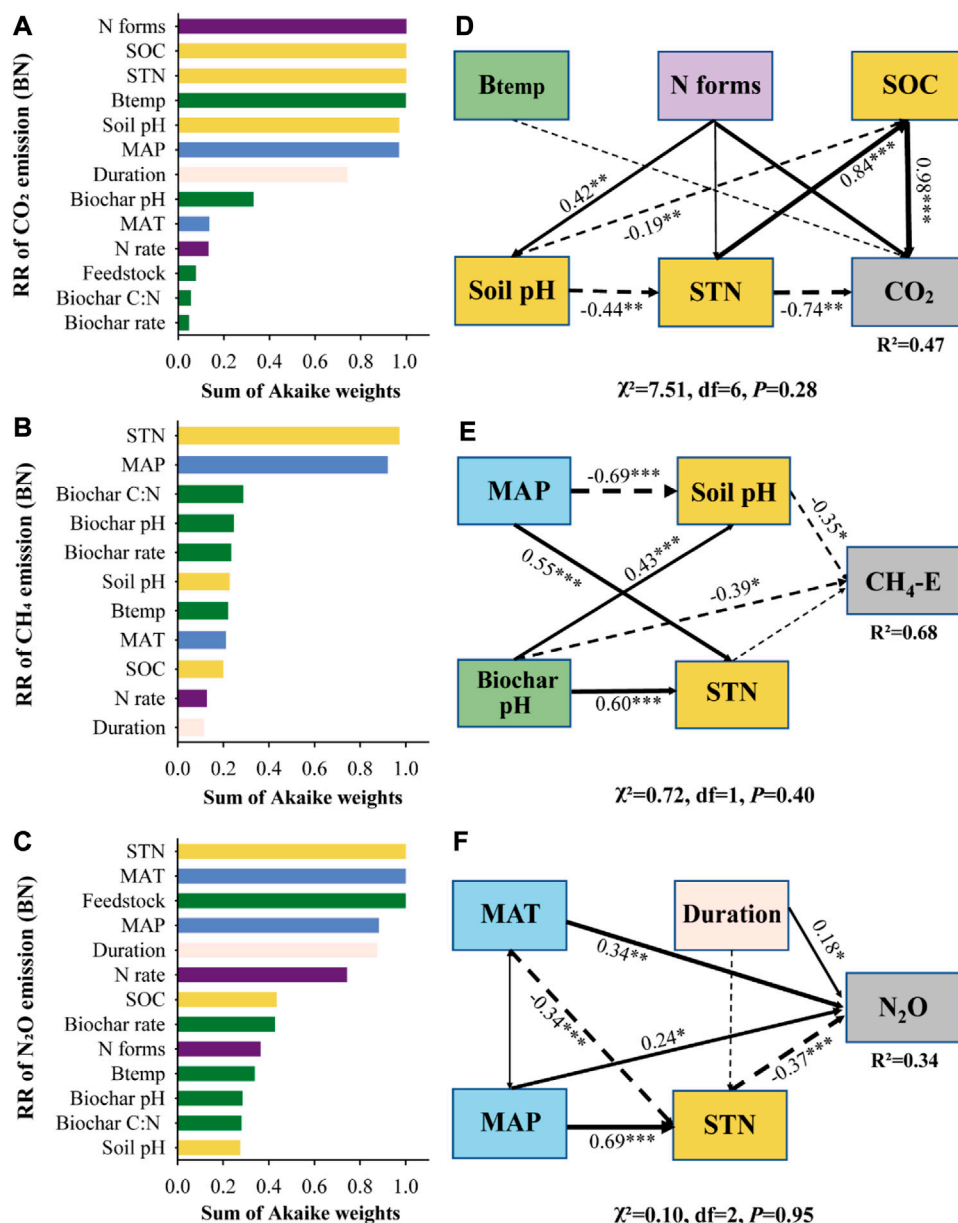 A
RR of CO₂ emission (BN)
N forms
SOC
STN
Btemp
Soil pH
MAP
Duration
Biochar pH
MAT
N rate
Feedstock
Biochar C:N
Biochar rate
0.0 0.2 0.4 0.6 0.8 1.0
Sum of Akaike weights
D
Btemp
N forms
SOC
0.42**
-0.19**
0.84***
0.98***
Soil pH
-0.44**
STN
-0.74**
CO₂
R²=0.47
χ²=7.51, df=6, P=0.28
B
RR of CH₄ emission (BN)
STN
MAP
Biochar C:N
Biochar pH
Biochar rate
Soil pH
Btemp
MAT
SOC
N rate
Duration
0.0 0.2 0.4 0.6 0.8 1.0
Sum of Akaike weights
E
MAP
-0.69***
Soil pH
-0.35*
0.55***
0.43***
-0.39*
CH₄-E
R²=0.68
Biochar
pH
0.60***
STN
χ²=0.72, df=1, P=0.40
C
RR of N₂O emission (BN)
STN
MAT
Feedstock
MAP
Duration
N rate
SOC
Biochar rate
N forms
Btemp
Biochar pH
Biochar C:N
Soil pH
0.0 0.2 0.4 0.6 0.8 1.0
Sum of Akaike weights
F
MAT
Duration
0.18*
0.34**
-0.34***
0.24*
N₂O
R²=0.34
-0.37***
MAP
0.69***
STN
χ²=0.10, df=2, P=0.95